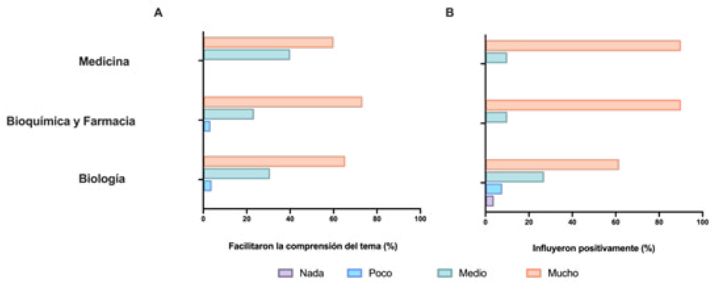 A
B
Medicina
Bioquímica y Farmacia
Biología
0 20 40 60 80 100
0 20 40 60 80 100
Facilitaron la comprensión del tema (%)
Influyeron positivamente (%)
Nada Poco Medio Mucho